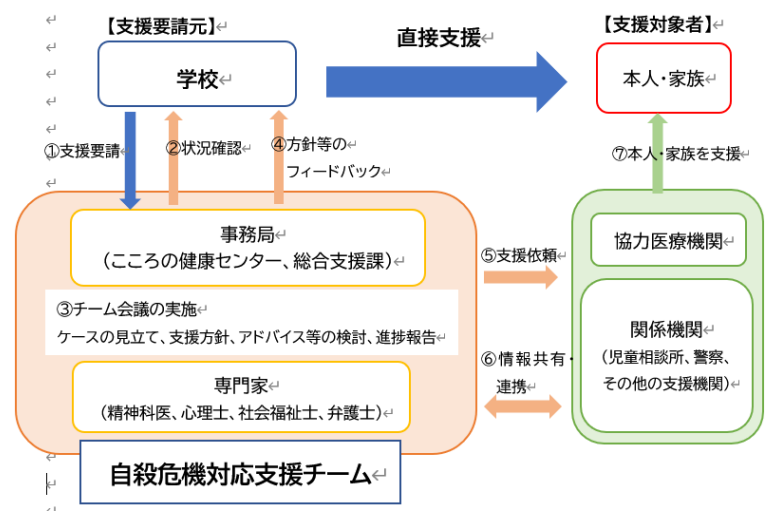 【支援要請元】
学校
直接支援
【支援対象者】
本人・家族
①支援要請
②状況確認
④方針等の
フィードバック
⑦本人・家族を支援
事務局
（こころの健康センター、総合支援課）
③チーム会議の実施
ケースの見立て、支援方針、アドバイス等の検討、進捗報告
専門家
（精神科医、心理士、社会福祉士、弁護士）
自殺危機対応支援チーム
⑤支援依頼
⑥情報共有・
連携
協力医療機関
関係機関
（児童相談所、警察、
その他の支援機関）